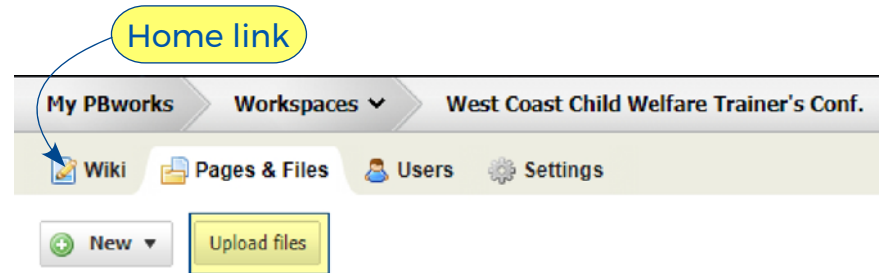 Home link
My PBworks Workspaces West Coast Child Welfare Trainer's Conf.
Wiki Pages & Files Users Settings
New Upload files